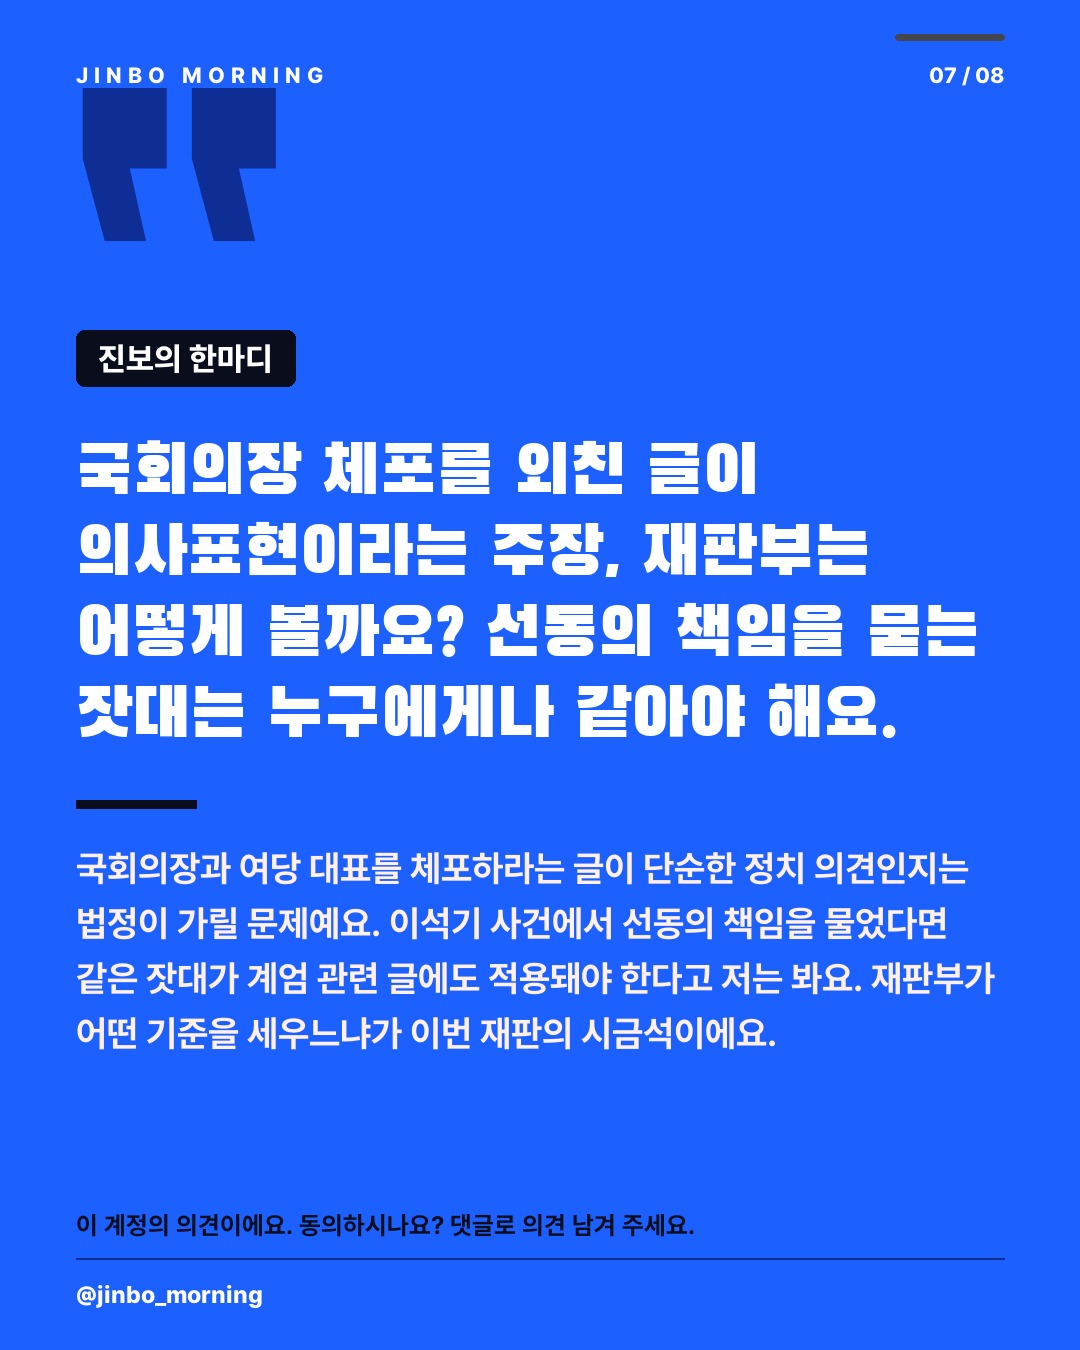 JINBO MORNING
07 / 08
진보의 한마디
국회의장 체포를 외친 글이
의사표현이라는 주장, 재판부는
어떻게 볼까요? 선동의 책임을 묻는
잣대는 누구에게나 같아야 해요.
국회의장과 여당 대표를 체포하라는 글이 단순한 정치 의견인지는
법정이 가릴 문제예요. 이석기 사건에서 선동의 책임을 물었다면
같은 잣대가 계엄 관련 글에도 적용돼야 한다고 저는 봐요. 재판부가
어떤 기준을 세우느냐가 이번 재판의 시금석이에요.
이 계정의 의견이에요. 동의하시나요? 댓글로 의견 남겨 주세요.
@jinbo_morning